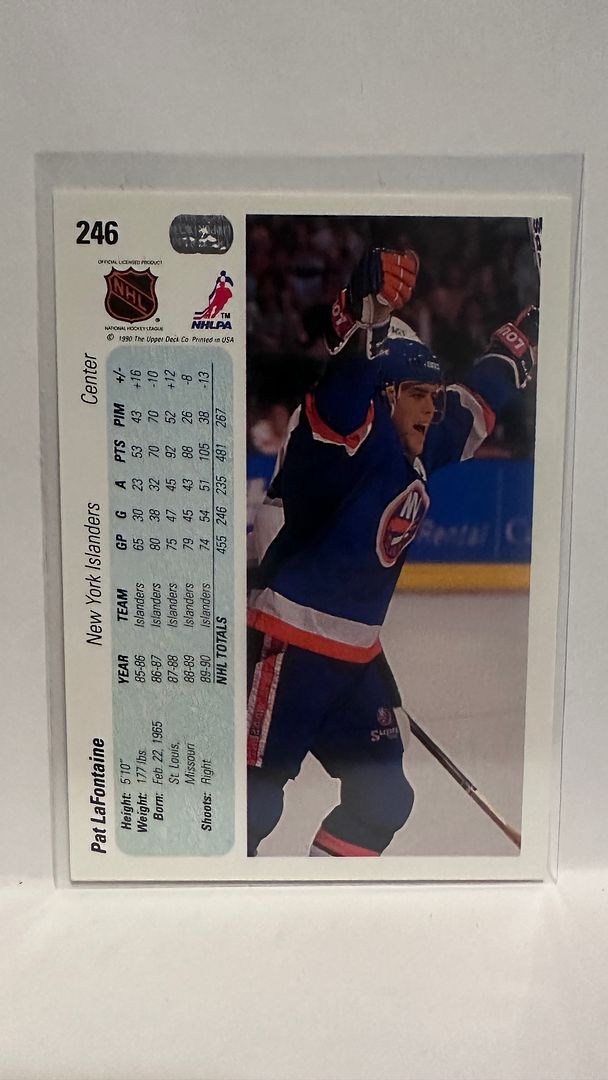 246
OFFICIAL LICENSED PRODUCT
NHL
NATIONAL HOCKEY LEAGUE
®
TM
NHLPA
© 1990 The Upper Deck Co. Printed in USA
Pat LaFontaine New York Islanders Center
Height: 5'10"
Weight: 177 lbs.
Born: Feb. 22, 1965
St. Louis,
Missouri
Shoots: Right
YEAR TEAM GP G A PTS PIM +/-
85-86 Islanders 65 30 23 53 43 +16
86-87 Islanders 80 38 32 70 70 -10
87-88 Islanders 75 47 45 92 52 +12
88-89 Islanders 79 45 43 88 26 -8
89-90 Islanders 74 54 51 105 38 -13
NHL TOTALS 455 246 235 481 267
NY
Rental